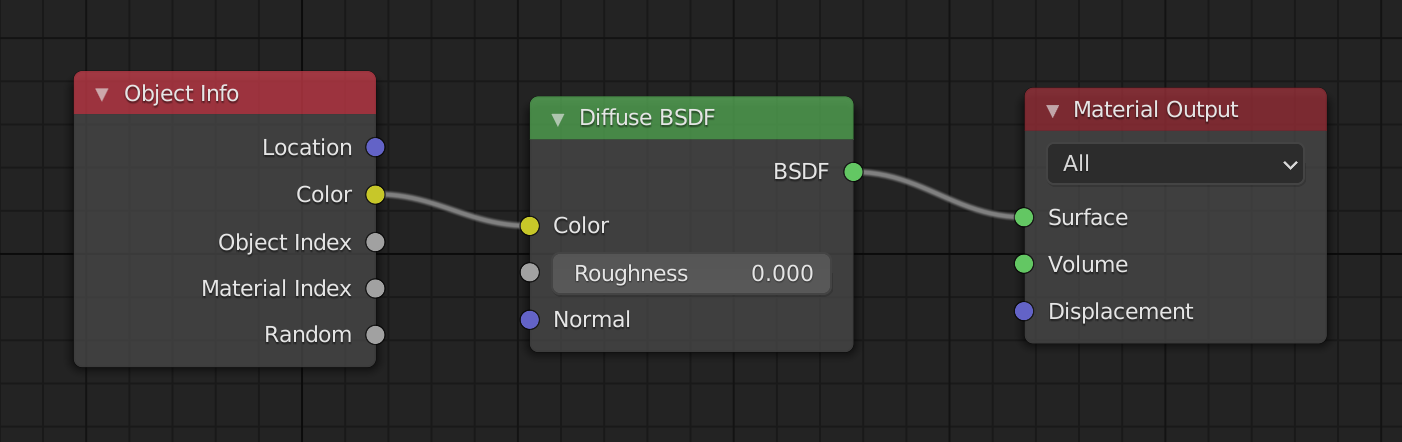 Object Info
Location
Color
Object Index
Material Index
Random
Diffuse BSDF
BSDF
Color
Roughness 0.000
Normal
Material Output
All
Surface
Volume
Displacement